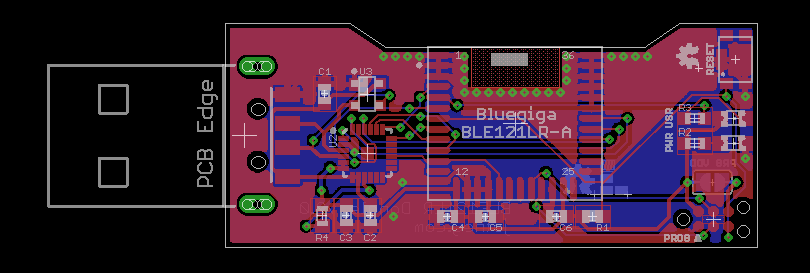 PCB Edge
C1
U3
U2
R4
C3
C2
1
36
Bluegiga
BLE121LR-A
12
25
C4
C5
C6
R1
RESET
R3
R2
PWR USR
PROG